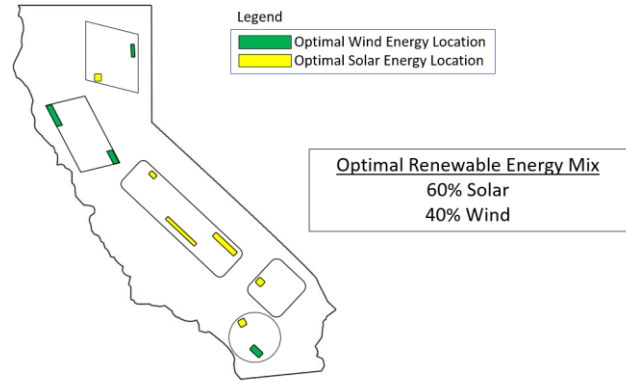 Legend
Optimal Wind Energy Location
Optimal Solar Energy Location
Optimal Renewable Energy Mix
60% Solar
40% Wind